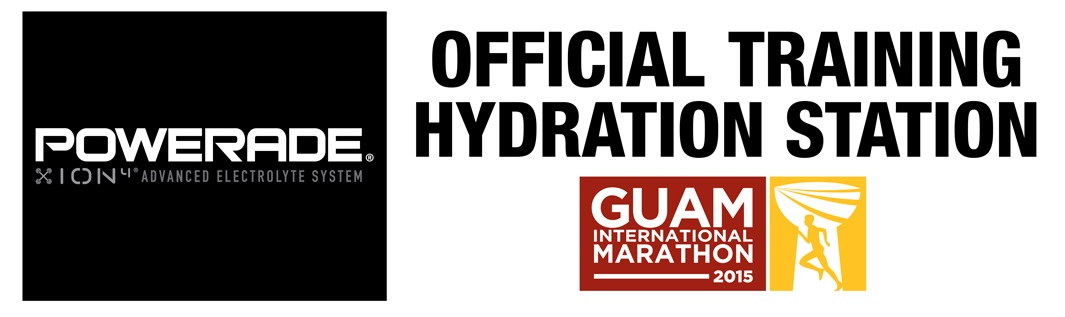 POWERADE®
ION4® ADVANCED ELECTROLYTE SYSTEM
OFFICIAL TRAINING
HYDRATION STATION
GUAM
INTERNATIONAL
MARATHON
2015